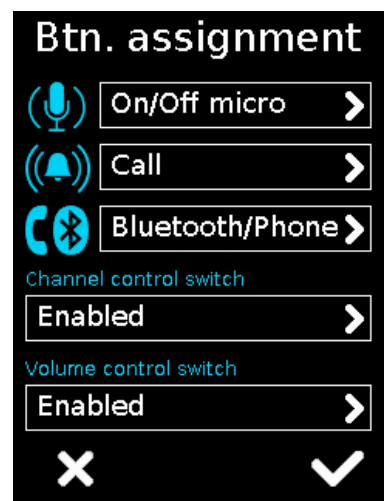 Btn. assignment
On/Off micro
Call
Bluetooth/Phone
Channel control switch
Enabled
Volume control switch
Enabled